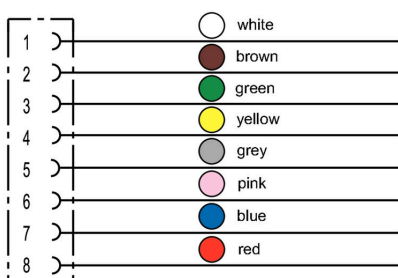 1 white
2 brown
3 green
4 yellow
5 grey
6 pink
7 blue
8 red